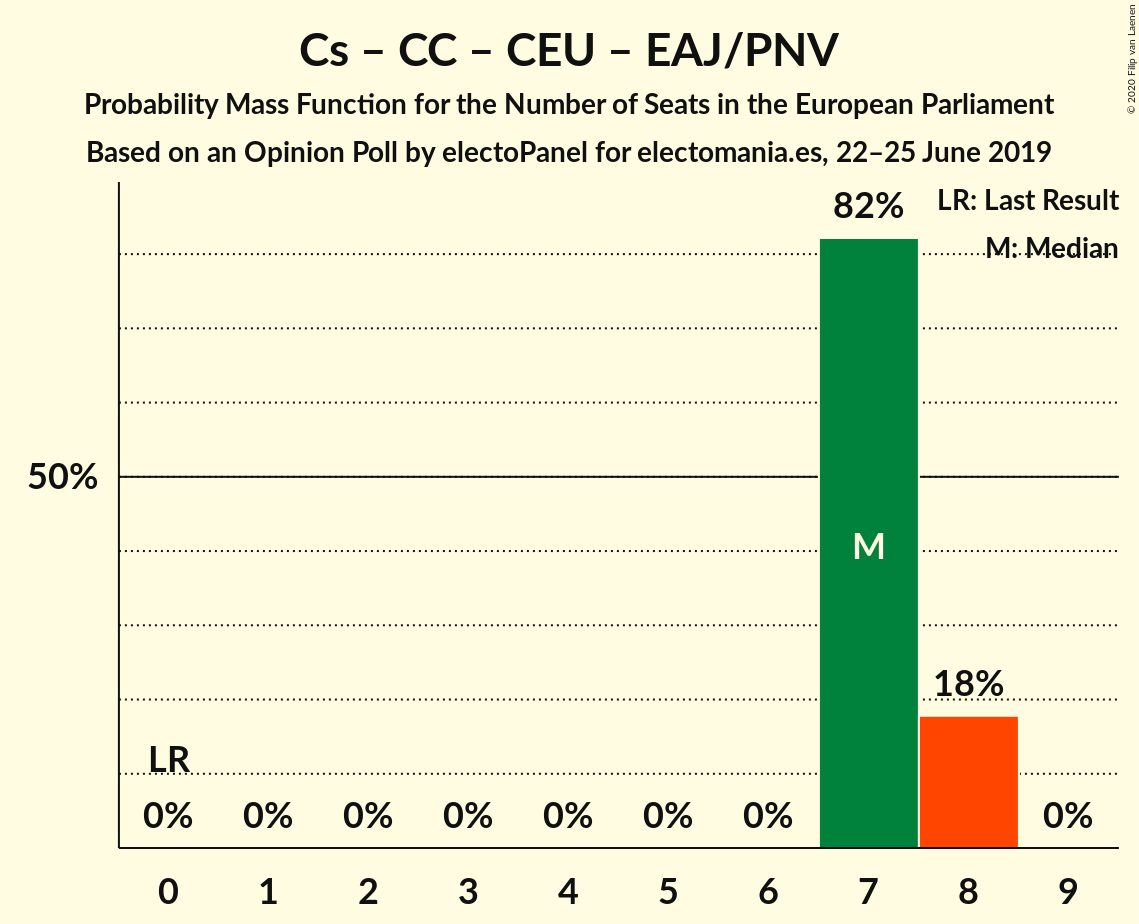 Cs – CC – CEU – EAJ/PNV
Probability Mass Function for the Number of Seats in the European Parliament
Based on an Opinion Poll by electoPanel for electomania.es, 22–25 June 2019
© 2020 Filip van Laenen
LR: Last Result
M: Median
82%
50%
M
18%
LR
0% 0% 0% 0% 0% 0% 0% 0%
0 1 2 3 4 5 6 7 8 9